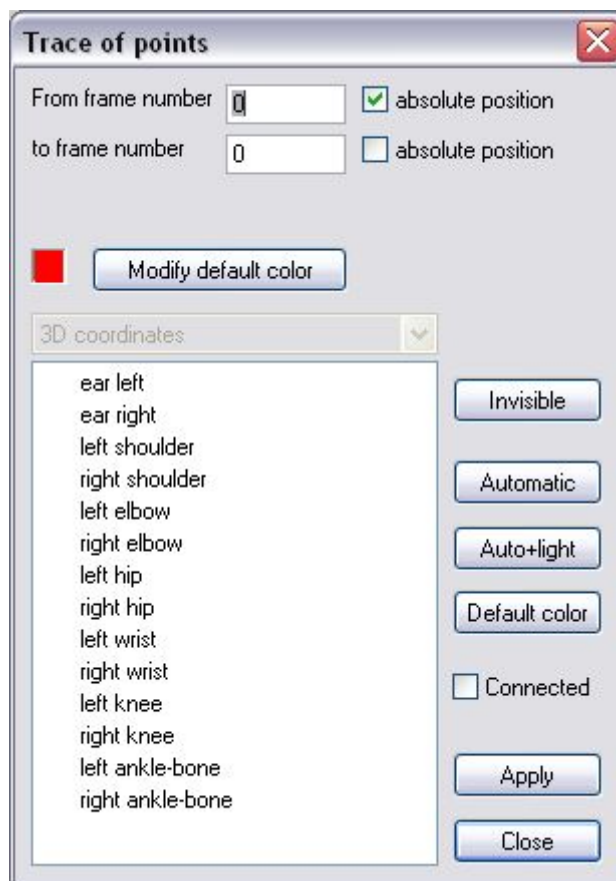 Trace of points
From frame number 0 absolute position
to frame number 0 absolute position
Modify default color
3D coordinates
ear left
ear right
left shoulder
right shoulder
left elbow
right elbow
left hip
right hip
left wrist
right wrist
left knee
right knee
left ankle-bone
right ankle-bone
Invisible
Automatic
Auto+light
Default color
Connected
Apply
Close